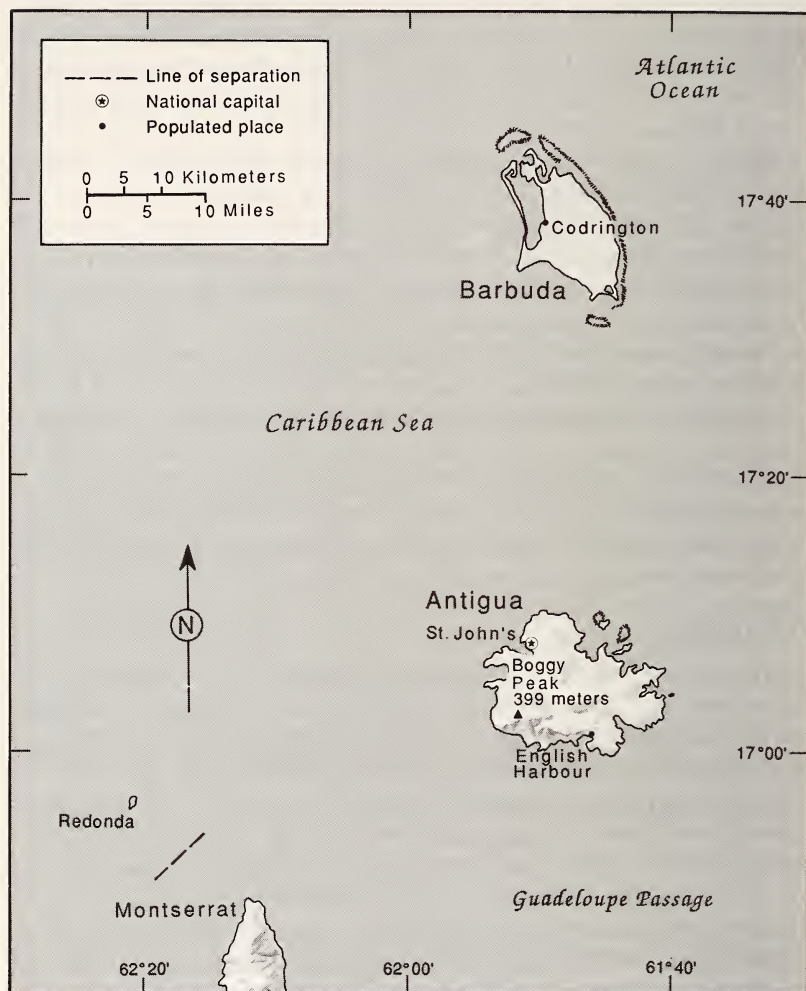 Line of separation
National capital
Populated place
0 5 10 Kilometers
0 5 10 Miles
Atlantic
Ocean
17°40'
Codrington
Barbuda
Caribbean Sea
17°20'
N
Antigua
St. John's
Boggy
Peak
399 meters
English
Harbour
17°00'
Redonda
Montserrat
Guadeloupe Passage
62°20' 62°00' 61°40'